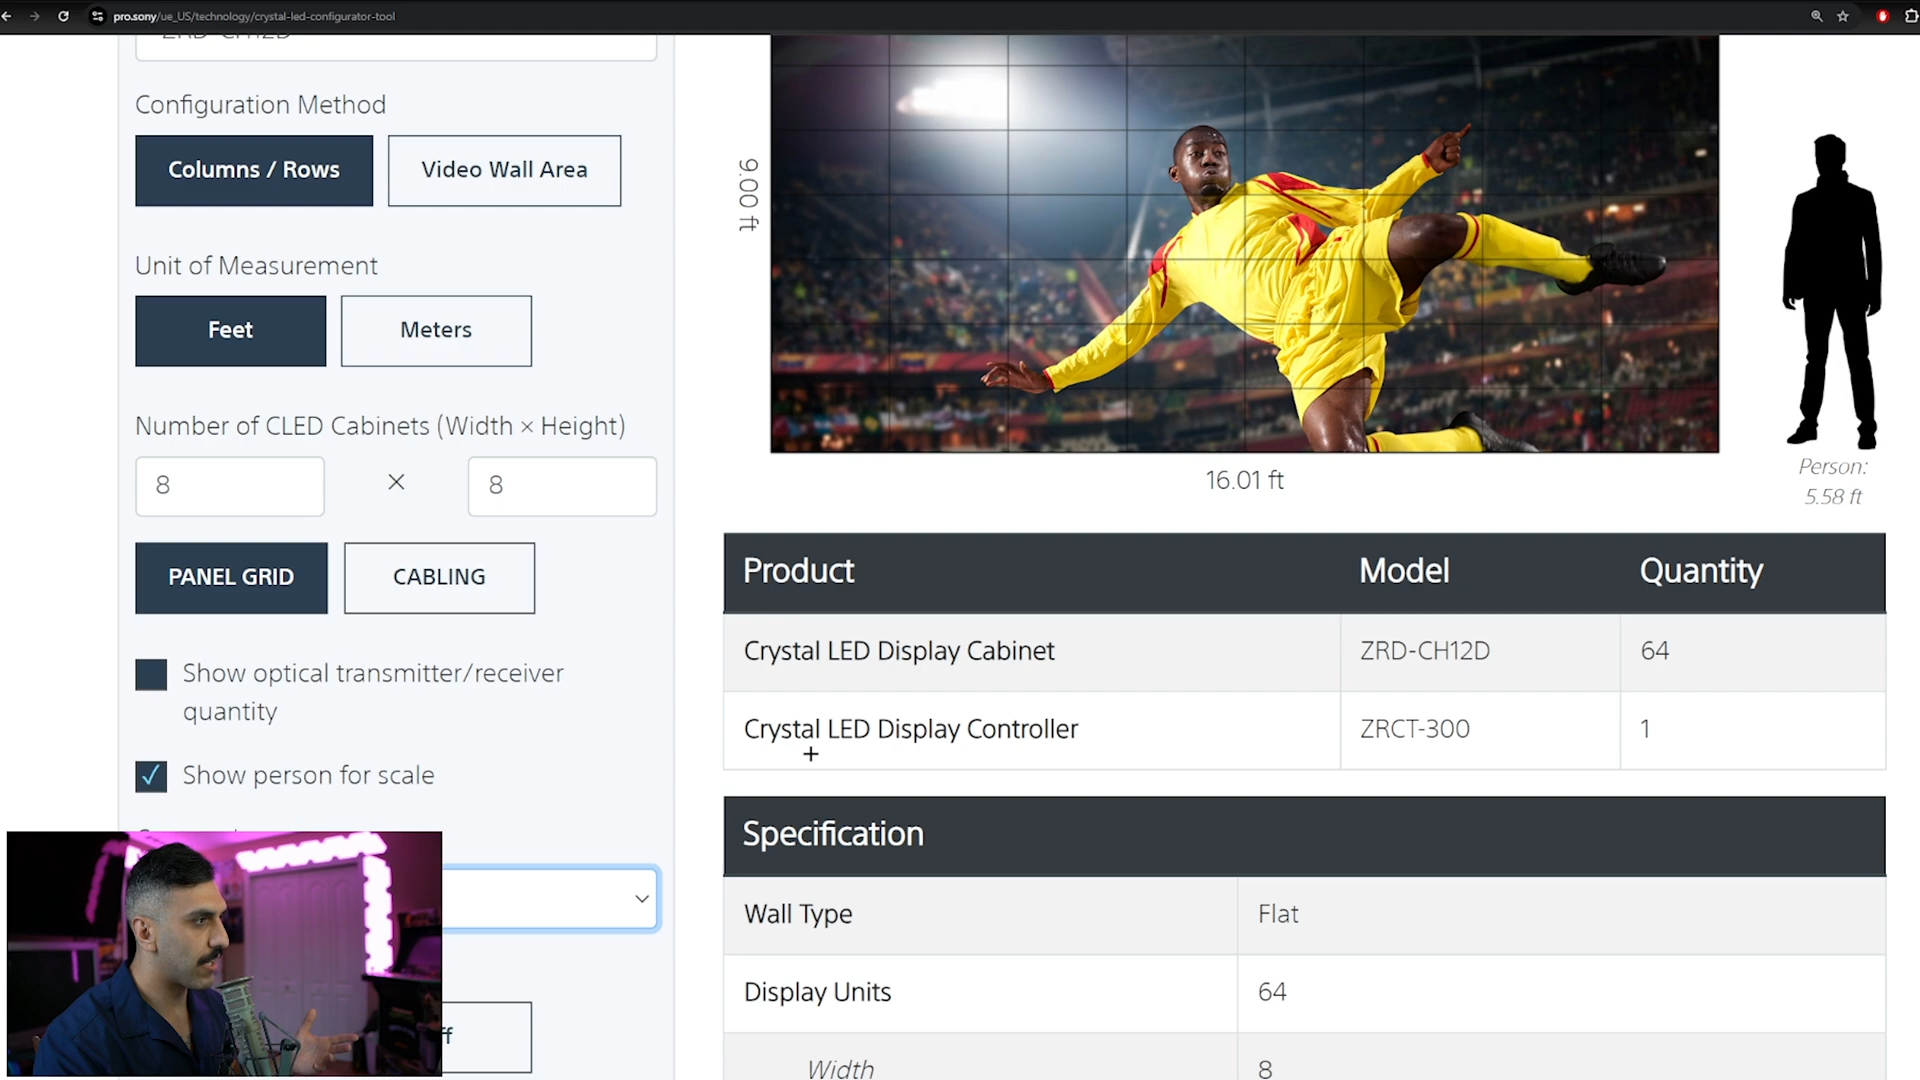 pro.sony/ue_US/technology/crystal-led-configurator-tool
ZRD-CH12D
Configuration Method
Columns / Rows
Video Wall Area
Unit of Measurement
Feet
Meters
Number of CLED Cabinets (Width × Height)
8
×
8
PANEL GRID
CABLING
Show optical transmitter/receiver
quantity
Show person for scale
9.00 ft
16.01 ft
Person:
5.58 ft
Product Model Quantity
Crystal LED Display Cabinet ZRD-CH12D 64
Crystal LED Display Controller ZRCT-300 1
Specification
Wall Type Flat
Display Units 64
Width 8